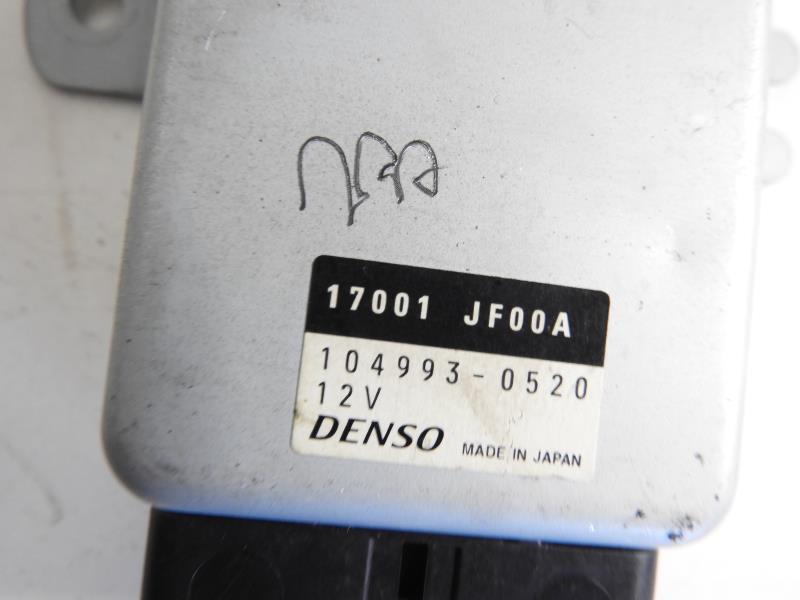 17001 JF00A
104993-0520
12V
DENSO MADE IN JAPAN